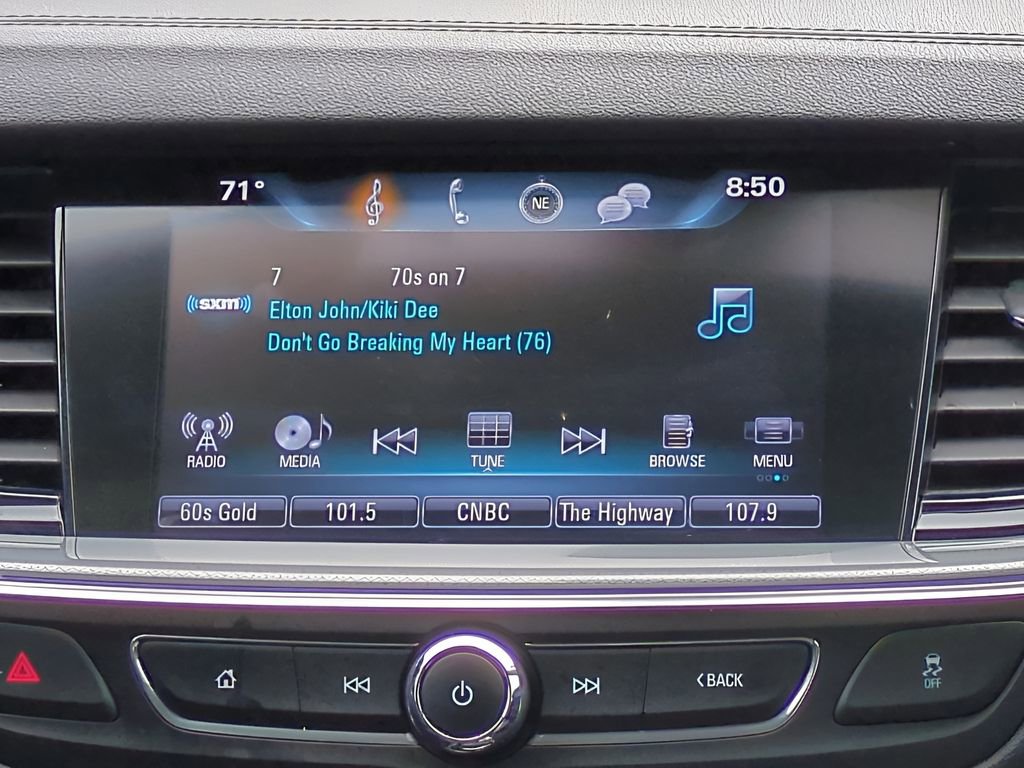 71°
NE
8:50
7 70s on 7
((sxm))
Elton John/Kiki Dee
Don't Go Breaking My Heart (76)
RADIO MEDIA TUNE BROWSE MENU
60s Gold 101.5 CNBC The Highway 107.9
BACK
OFF